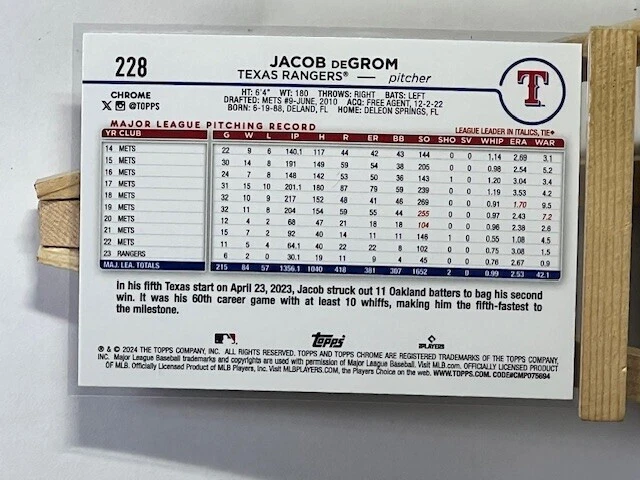 228
JACOB DEGROM
TEXAS RANGERS® — pitcher
CHROME
@TOPPS
HT: 6'4" WT: 180 THROWS: RIGHT BATS: LEFT
DRAFTED: METS #9-JUNE, 2010 ACQ: FREE AGENT, 12-2-22
BORN: 6-19-88, DELAND, FL HOME: DELEON SPRINGS, FL
T
MAJOR LEAGUE PITCHING RECORD
LEAGUE LEADER IN ITALICS, TIE♦
YR CLUB G W L IP H R ER BB SO SHO SV WHIP ERA WAR
14 METS 22 9 6 140.1 117 44 42 43 144 0 0 1.14 2.69 3.1
15 METS 30 14 8 191 149 59 54 38 205 0 0 0.98 2.54 5.2
16 METS 24 7 8 148 142 53 50 36 143 1 0 1.20 3.04 3.4
17 METS 31 15 10 201.1 180 87 79 59 239 0 0 1.19 3.53 4.2
18 METS 32 10 9 217 152 48 41 46 269 0 0 0.91 1.70 9.5
19 METS 32 11 8 204 154 59 55 44 255 0 0 0.97 2.43 7.2
20 METS 12 4 2 68 47 21 18 18 104 0 0 0.96 2.38 2.6
21 METS 15 7 2 92 40 14 11 11 146 0 0 0.55 1.08 4.5
22 METS 11 5 4 64.1 40 22 22 8 102 0 0 0.75 3.08 1.5
23 RANGERS 6 2 0 30.1 19 11 9 4 45 0 0 0.76 2.67 0.9
MAJ. LEA. TOTALS 215 84 57 1356.1 1040 418 381 307 1652 2 0 0.99 2.53 42.1
In his fifth Texas start on April 23, 2023, Jacob struck out 11 Oakland batters to bag his second
win. It was his 60th career game with at least 10 whiffs, making him the fifth-fastest to
the milestone.
topps
PLAYERS
® & © 2024 THE TOPPS COMPANY, INC. ALL RIGHTS RESERVED. TOPPS AND TOPPS CHROME ARE REGISTERED TRADEMARKS OF THE TOPPS COMPANY,
INC. Major League Baseball trademarks and copyrights are used with permission of Major League Baseball. Visit MLB.com. OFFICIALLY LICENSED PRODUCT
OF MLB. Officially Licensed Product of MLB Players, Inc. Visit MLBPLAYERS.COM, the Players Choice on the web. WWW.TOPPS.COM. CODE#CMP075694